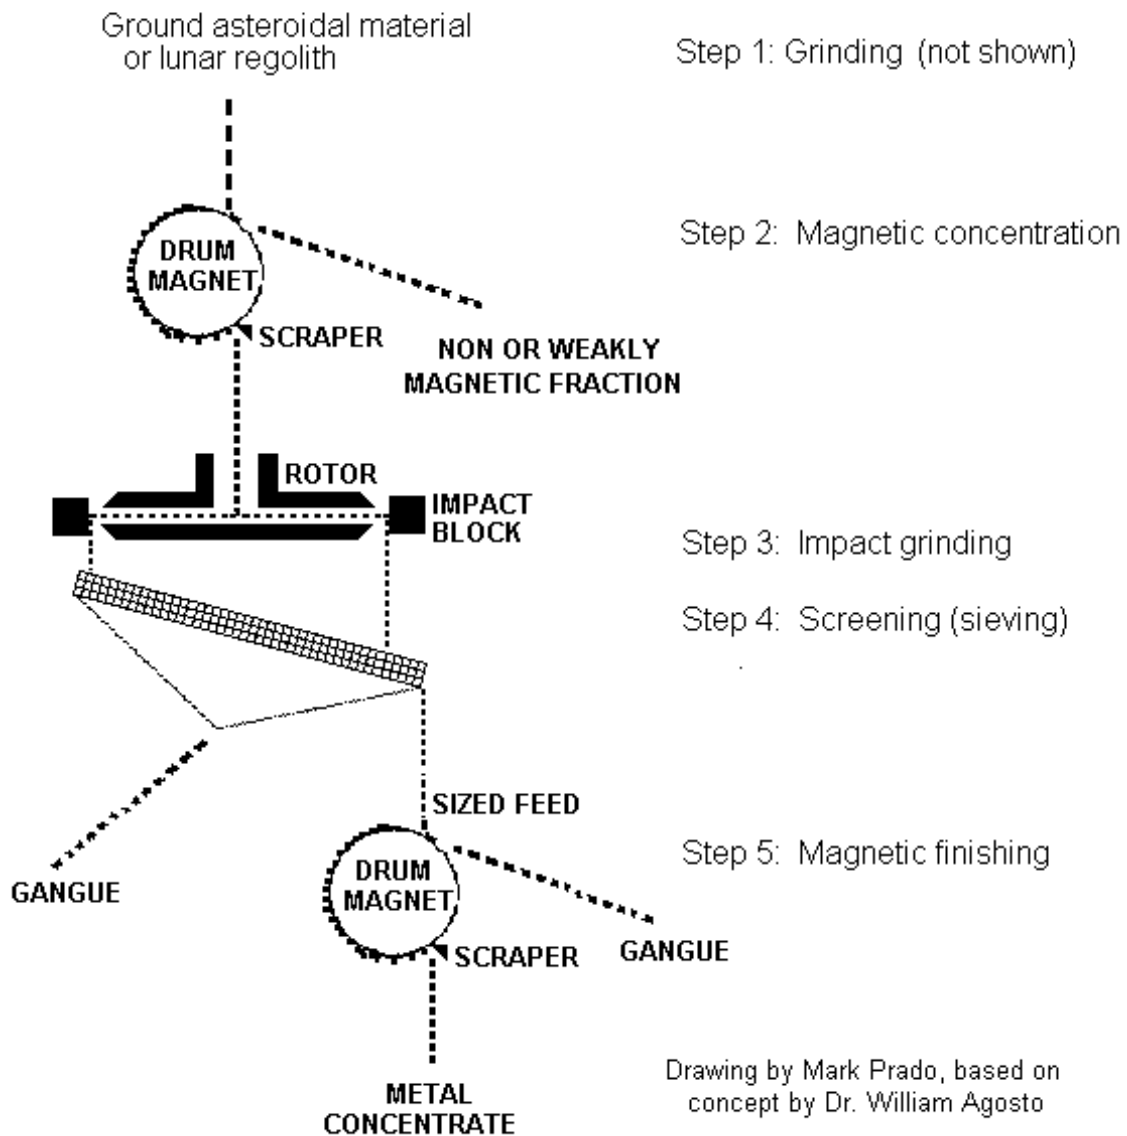 Ground asteroidal material
or lunar regolith
Step 1: Grinding (not shown)
Step 2: Magnetic concentration
DRUM
MAGNET
SCRAPER
NON OR WEAKLY
MAGNETIC FRACTION
ROTOR
IMPACT
BLOCK
Step 3: Impact grinding
Step 4: Screening (sieving)
SIZED FEED
Step 5: Magnetic finishing
DRUM
MAGNET
GANGUE
SCRAPER
GANGUE
METAL
CONCENTRATE
Drawing by Mark Prado, based on
concept by Dr. William Agosto